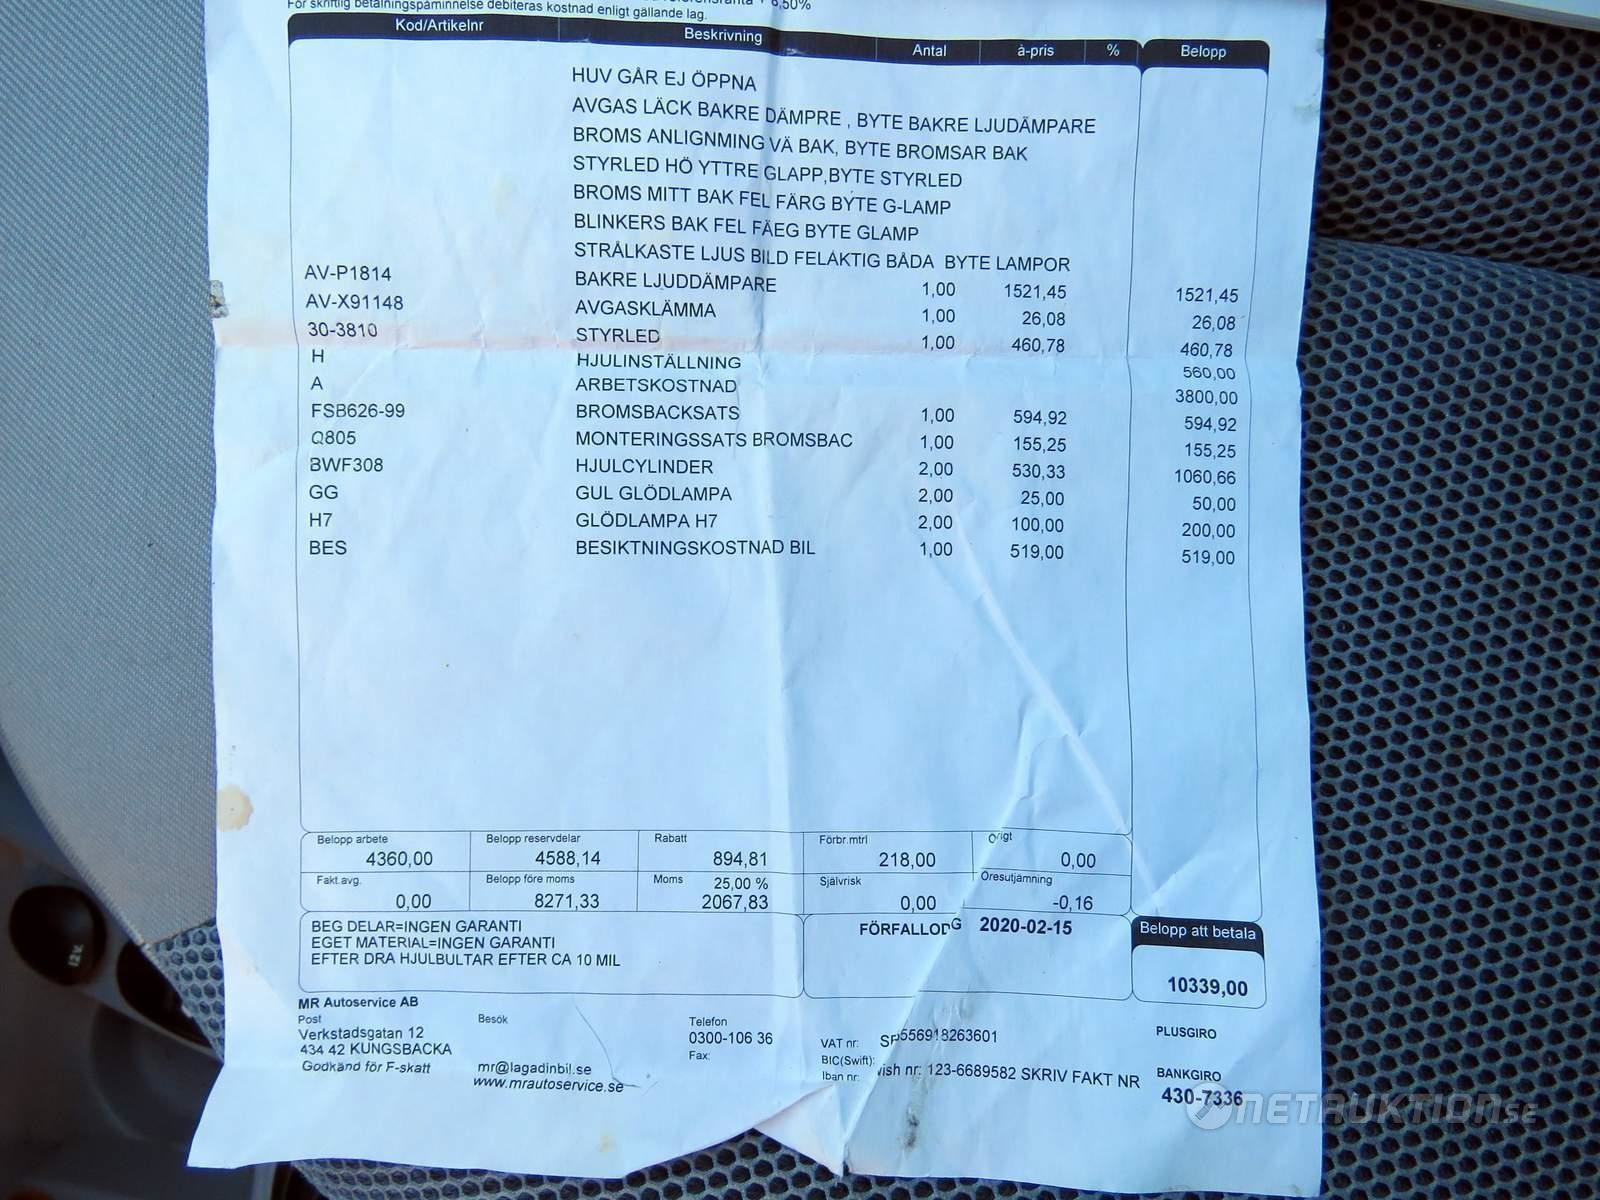 För skriftlig betalningspåminnelse debiteras kostnad enligt gällande lag.
Kod/Artikelnr Beskrivning Antal à-pris % Belopp
HUV GÅR EJ ÖPPNA
AVGAS LÄCK BAKRE DÄMPRE , BYTE BAKRE LJUDÄMPARE
BROMS ANLIGNMING VÄ BAK, BYTE BROMSAR BAK
STYRLED HÖ YTTRE GLAPP,BYTE STYRLED
BROMS MITT BAK FEL FÄRG BYTE G-LAMP
BLINKERS BAK FEL FÄEG BYTE GLAMP
STRÅLKASTE LJUS BILD FELAKTIG BÅDA BYTE LAMPOR
AV-P1814 BAKRE LJUDDÄMPARE 1,00 1521,45 1521,45
AV-X91148 AVGASKLÄMMA 1,00 26,08 26,08
30-3810 STYRLED 1,00 460,78 460,78
H HJULINSTÄLLNING 560,00
A ARBETSKOSTNAD 3800,00
FSB626-99 BROMSBACKSATS 1,00 594,92 594,92
Q805 MONTERINGSSATS BROMSBAC 1,00 155,25 155,25
BWF308 HJULCYLINDER 2,00 530,33 1060,66
GG GUL GLÖDLAMPA 2,00 25,00 50,00
H7 GLÖDLAMPA H7 2,00 100,00 200,00
BES BESIKTNINGSKOSTNAD BIL 1,00 519,00 519,00
Belopp arbete Belopp reservdelar Rabatt Förbr.mtrl Övrigt
4360,00 4588,14 894,81 218,00 0,00
Fakt.avg. Belopp före moms Moms 25,00 % Självrisk Öresutjämning
0,00 8271,33 2067,83 0,00 -0,16
BEG DELAR=INGEN GARANTI
EGET MATERIAL=INGEN GARANTI
EFTER DRA HJULBULTAR EFTER CA 10 MIL
FÖRFALLODG 2020-02-15
Belopp att betala
10339,00
MR Autoservice AB
Post
Verkstadsgatan 12
434 42 KUNGSBACKA
Godkänd för F-skatt
Besök
mr@lagadinbil.se
www.mrautoservice.se
Telefon
0300-106 36
Fax:
VAT nr:
BIC(Swift):
Iban nr: nr: 123-6689582 SKRIV FAKT NR
PLUSGIRO
BANKGIRO
430-7336
NETAUKTION.SE
12V